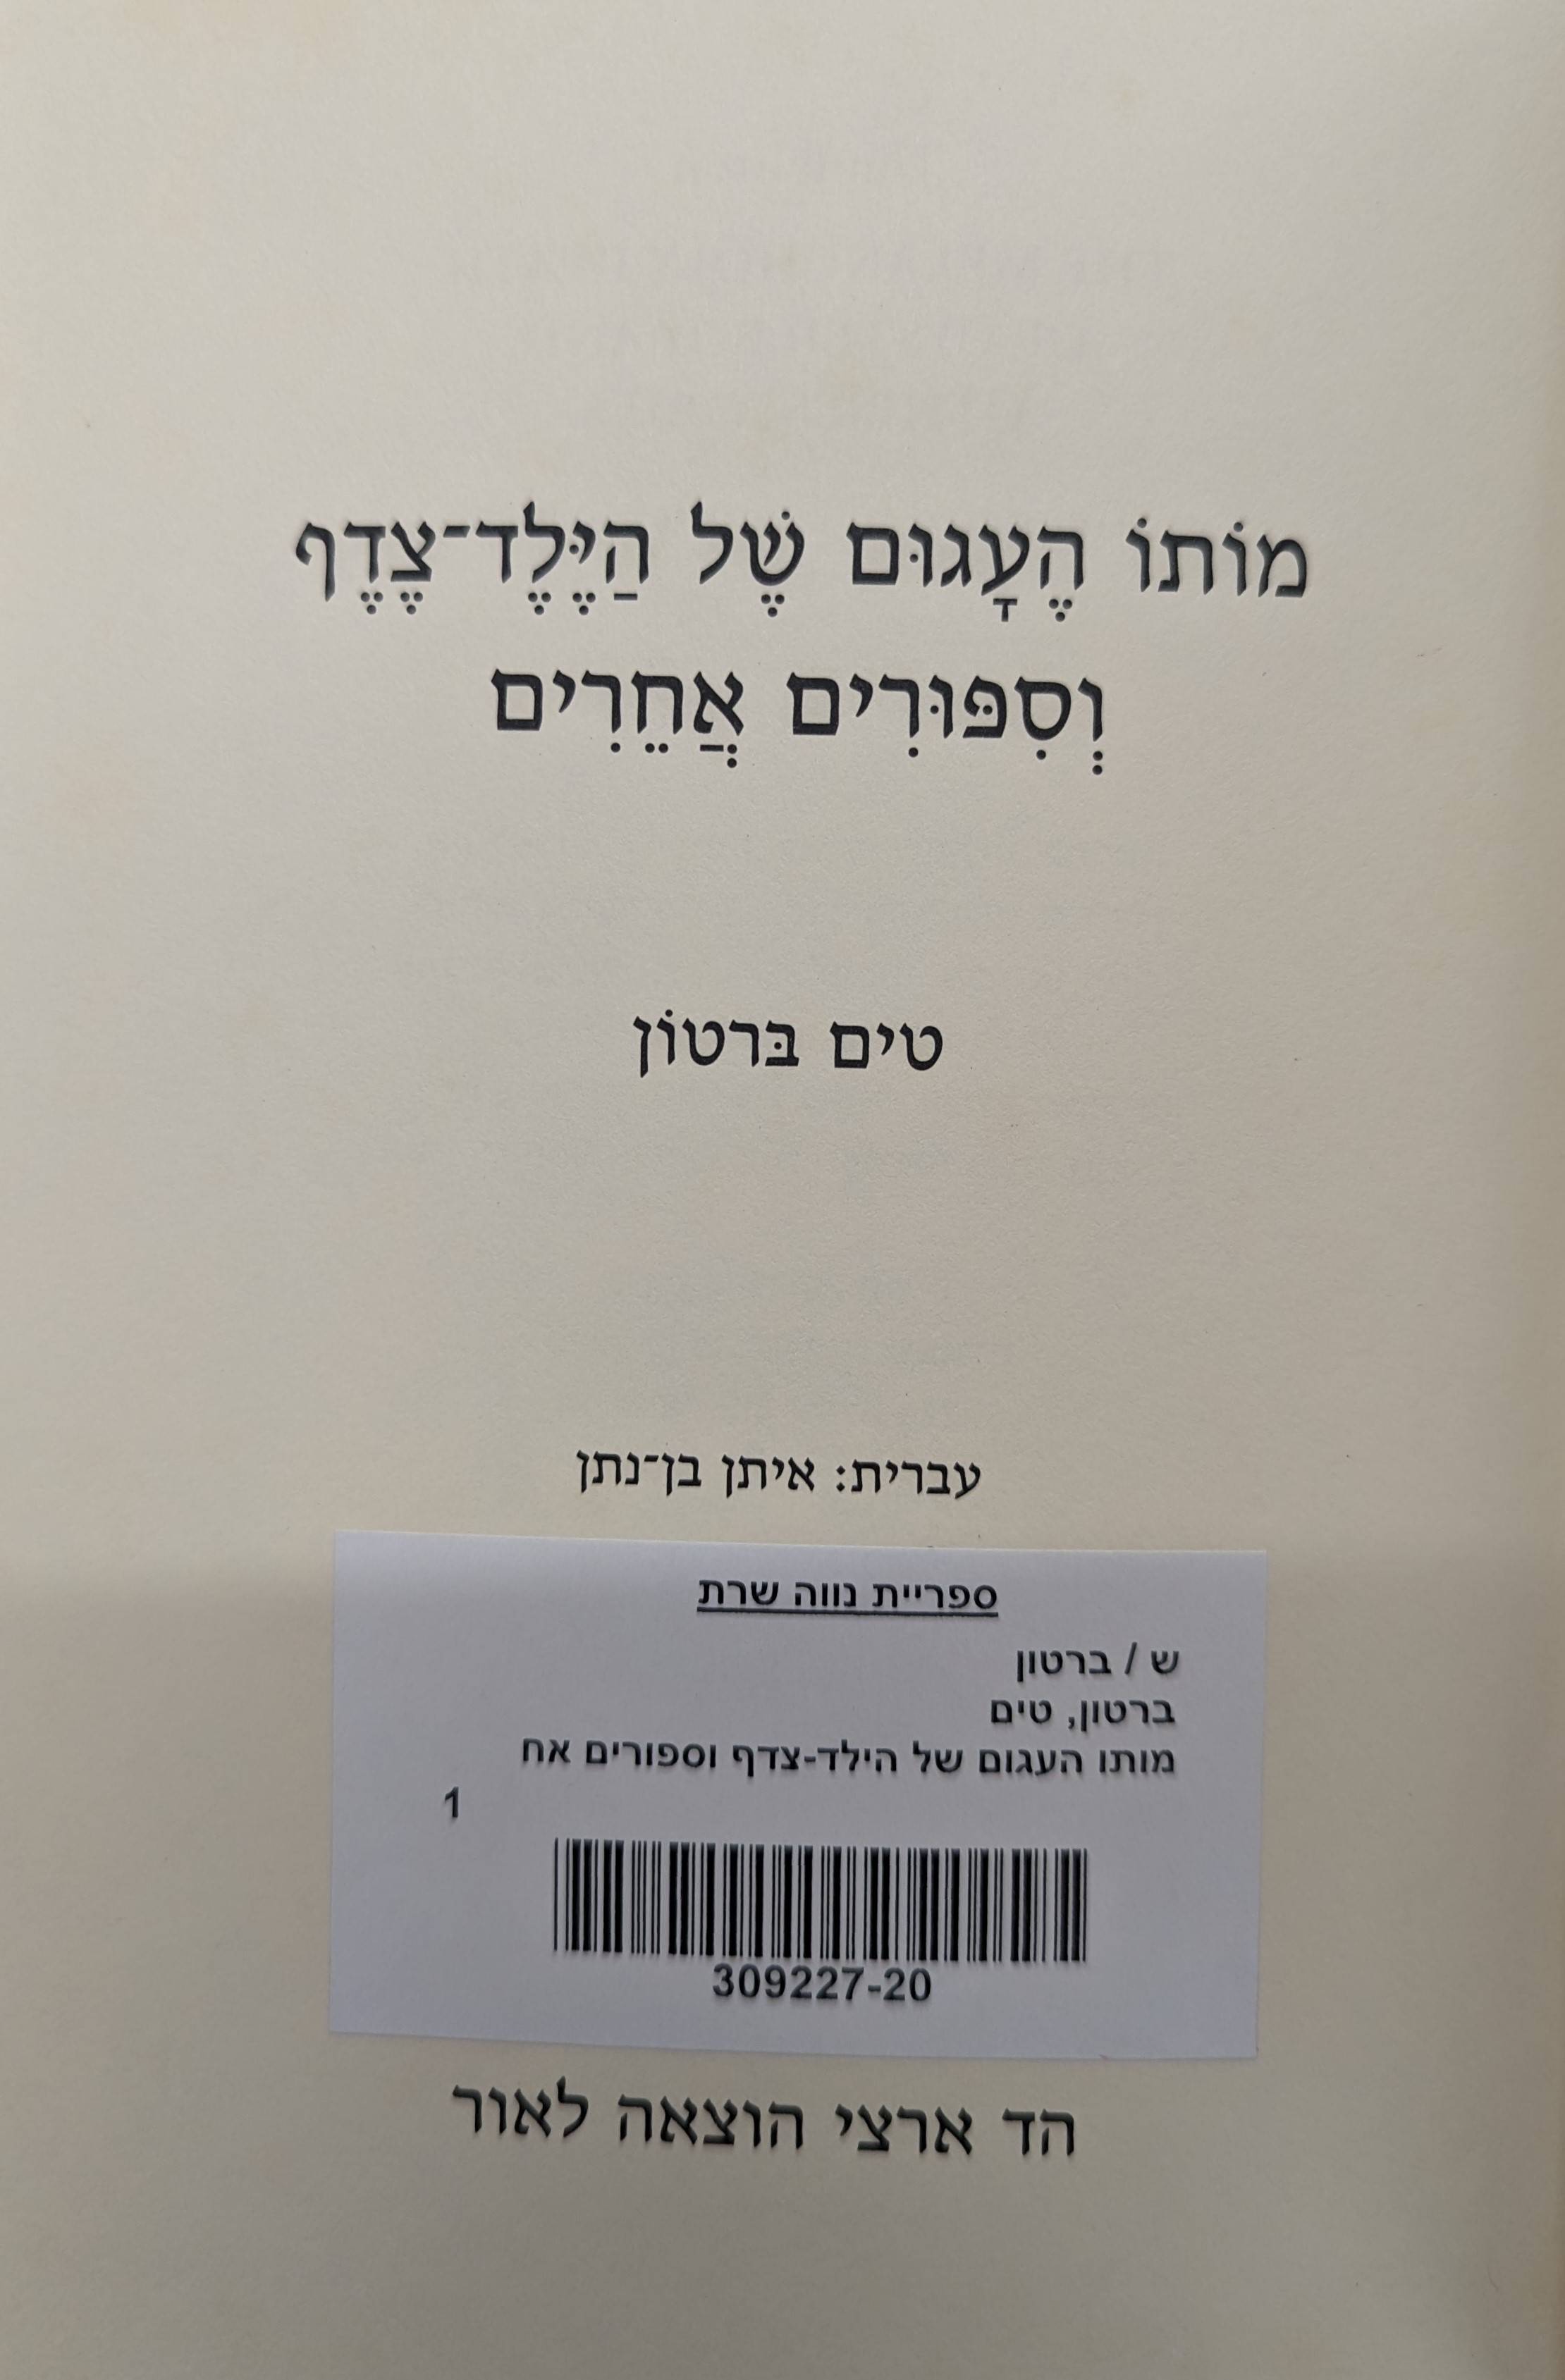 מוֹתוֹ הֶעָגוּם שֶׁל הַיֶּלֶד־צֶדֶף
וְסִפּוּרִים אֲחֵרִים
טים בּרטוֹן
עברית: איתן בן־נתן
ספריית נווה שרת
ש / ברטון
ברטון, טים
מותו העגום של הילד-צדף וספורים אח
1
309227-20
הד ארצי הוצאה לאור